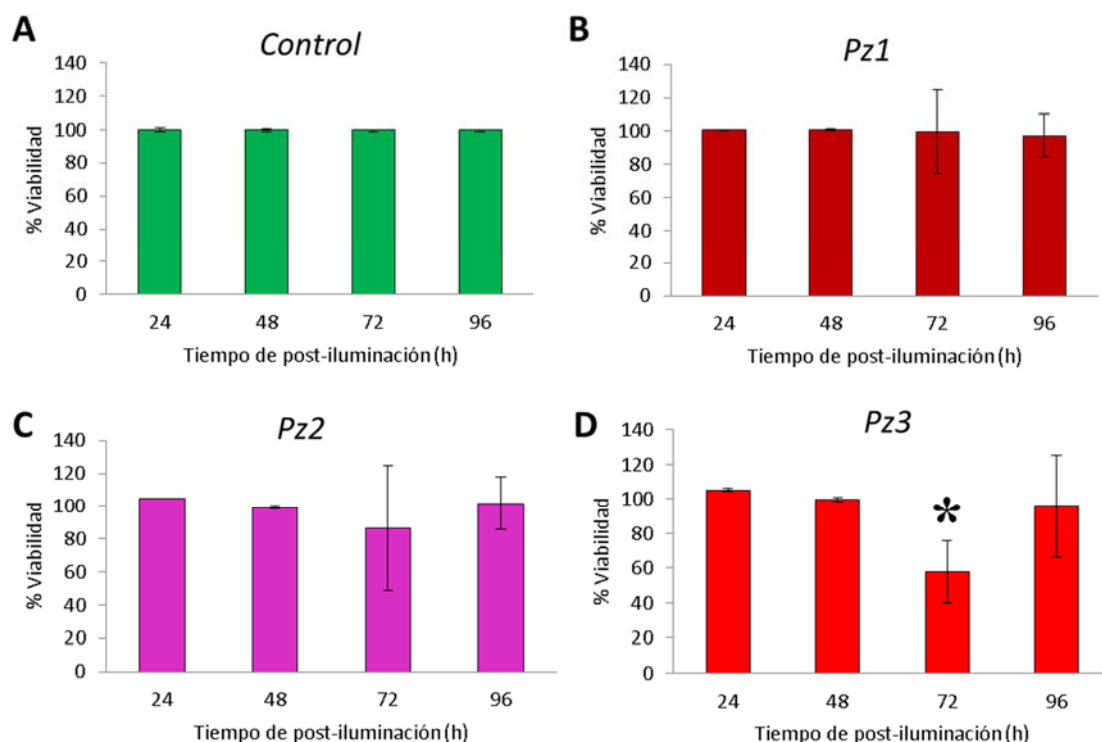 A
Control
140
120
100
80
60
40
20
0
% Viabilidad
24 48 72 96
Tiempo de post-iluminación (h)
B
Pz1
140
120
100
80
60
40
20
0
% Viabilidad
24 48 72 96
Tiempo de post-iluminación (h)
C
Pz2
140
120
100
80
60
40
20
0
% Viabilidad
24 48 72 96
Tiempo de post-iluminación (h)
D
Pz3
140
120
100
80
60
40
20
0
% Viabilidad
*
24 48 72 96
Tiempo de post-iluminación (h)